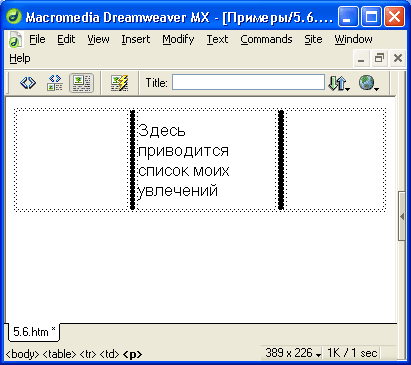 Macromedia Dreamweaver MX - [Примеры/5.6....
File Edit View Insert Modify Text Commands Site Window
Help
Title:
Здесь
приводится
список моих
увлечений
5.6.htm*
<body> <table> <tr> <td> <p> 389 x 226 1K / 1 sec